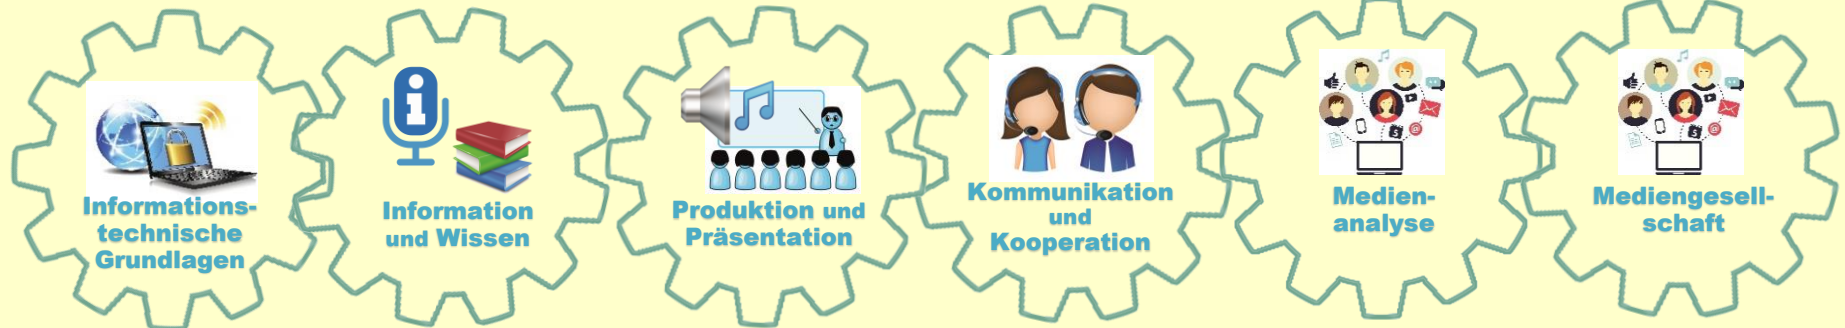 Informations-
technische
Grundlagen
Information
und Wissen
Produktion und
Präsentation
Kommunikation
und
Kooperation
Medien-
analyse
Mediengesell-
schaft